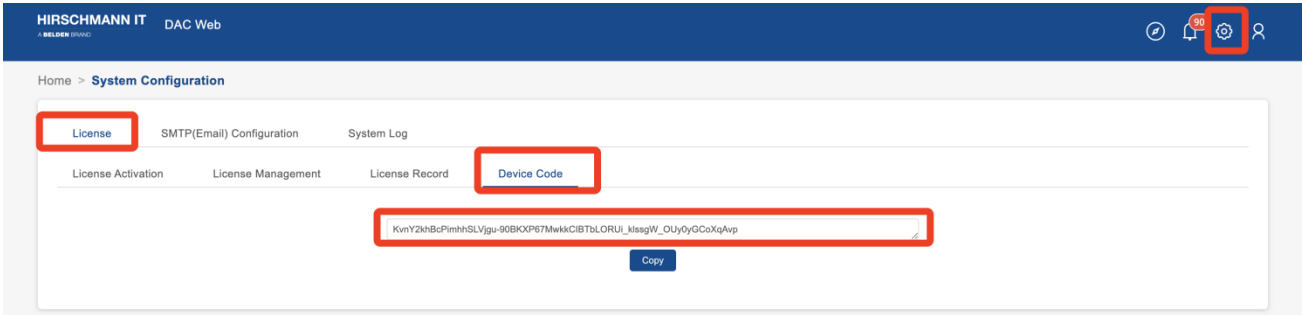 HIRSCHMANN IT
A BELDEN BRAND
DAC Web
90
Home > System Configuration
License SMTP(Email) Configuration System Log
License Activation License Management License Record Device Code
KvnY2khBcPimhhSLVjgu-90BKXP67MwkkCIBTbLORUi_klssgW_OUy0yGCoXqAvp
Copy